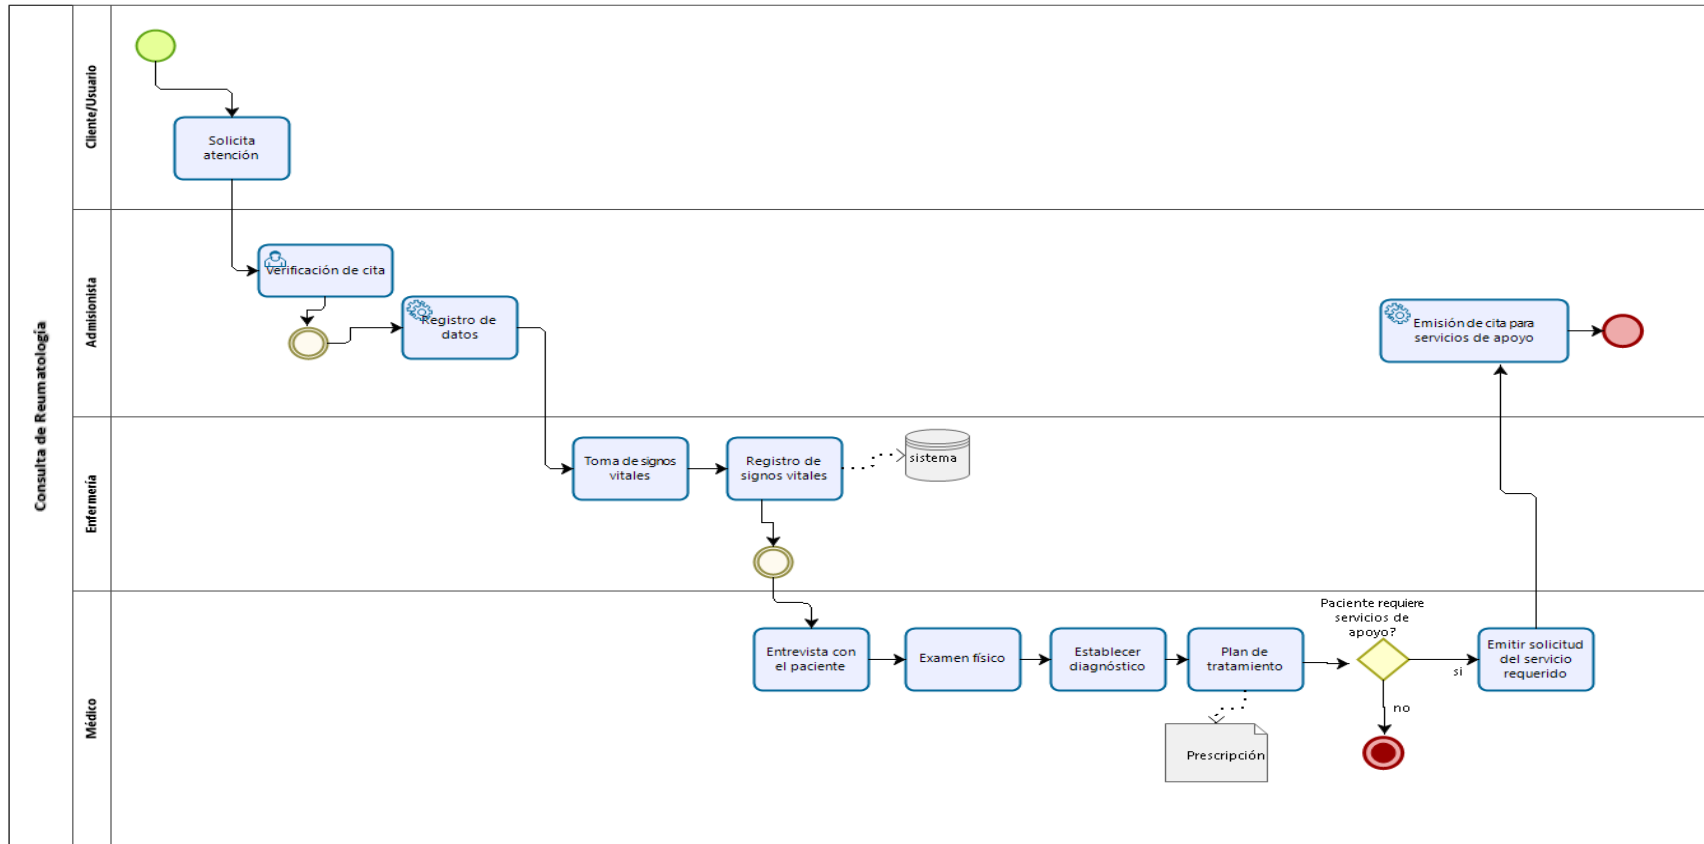 Consulta de Reumatología
Cliente/Usuario
Solicita
atención
Admisionista
Verificación de cita
Registro de
datos
Emisión de cita para
servicios de apoyo
Enfermería
Toma de signos
vitales
Registro de
signos vitales
sistema
Médico
Entrevista con
el paciente
Examen físico
Establecer
diagnóstico
Plan de
tratamiento
Prescripción
Paciente requiere
servicios de
apoyo?
si
no
Emitir solicitud
del servicio
requerido